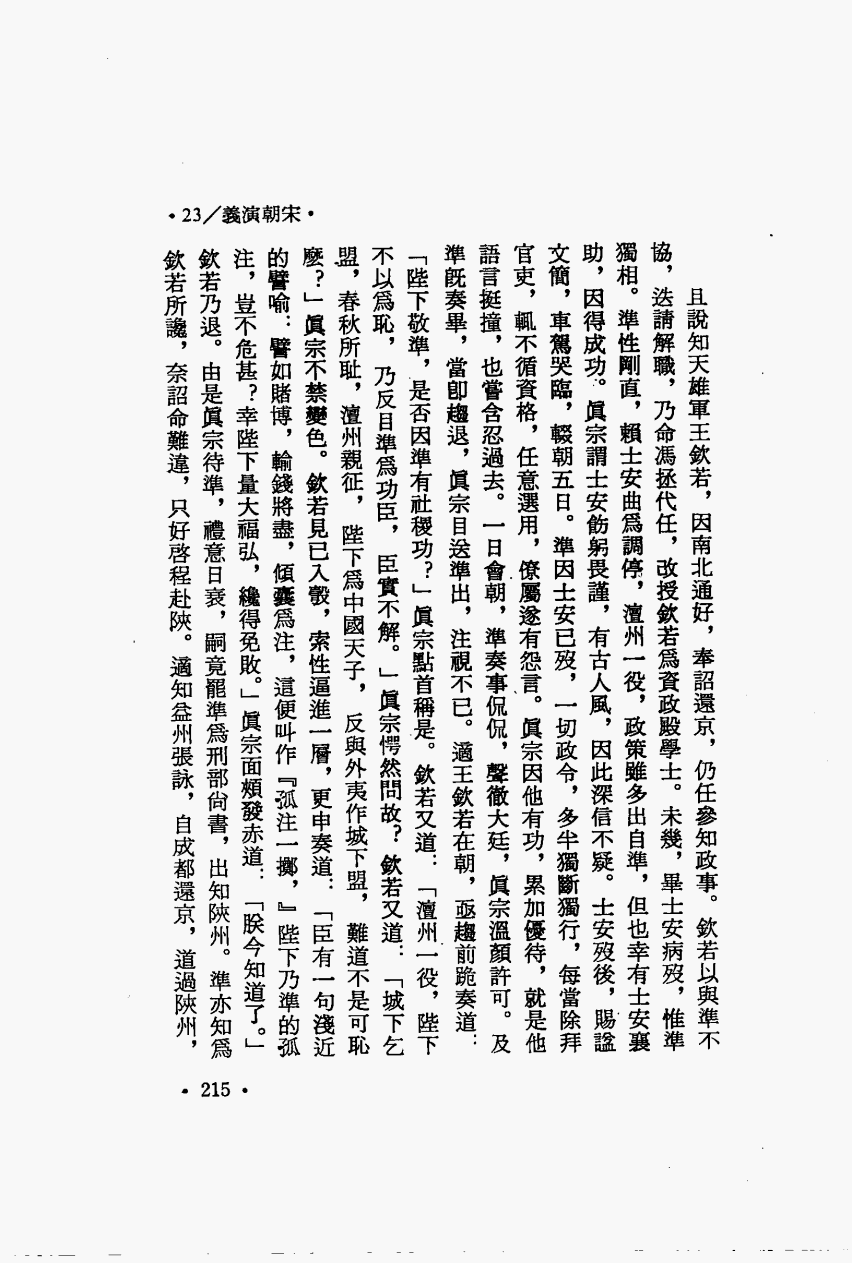 ·宋朝演義/23·
且說知天雄軍王欽若，因南北通好，奉詔還京，仍任參知政事。欽若以與準不
協，迭請解職，乃命馮拯代任，改授欽若爲資政殿學士。未幾，畢士安病歿，惟準
獨相。準性剛直，賴士安曲爲調停，澶州一役，政策雖多出自準，但也幸有士安襄
助，因得成功。眞宗謂士安飭躬畏謹，有古人風，因此深信不疑。士安歿後，賜諡
文簡，車駕哭臨，輟朝五日。準因士安已歿，一切政令，多半獨斷獨行，每當除拜
官吏，輒不循資格，任意選用，僚屬遂有怨言。眞宗因他有功，累加優待，就是他
語言挺撞，也嘗含忍過去。一日會朝，準奏事侃侃，聲徹大廷，眞宗溫顏許可。及
準旣奏畢，當卽趨退，眞宗目送準出，注視不已。適王欽若在朝，亟趨前跪奏道：
「陛下敬準，是否因準有社稷功？」眞宗點首稱是。欽若又道：「澶州一役，陛下
不以爲恥，乃反目準爲功臣，臣實不解。」眞宗愕然問故？欽若又道：「城下乞
盟，春秋所耻，澶州親征，陛下爲中國天子，反與外夷作城下盟，難道不是可恥
麽？」眞宗不禁變色。欽若見已入彀，索性逼進一層，更申奏道：「臣有一句淺近
的譬喻：譬如賭博，輸錢將盡，傾囊爲注，這便叫作『孤注一擲，』陛下乃準的孤
注，豈不危甚？幸陛下量大福弘，纔得免敗。」眞宗面頰發赤道：「朕今知道了。」
欽若乃退。由是眞宗待準，禮意日衰，嗣竟罷準爲刑部尙書，出知陝州。準亦知爲
欽若所讒，奈詔命難違，只好啓程赴陝。適知益州張詠，自成都還京，道過陝州，
·215·